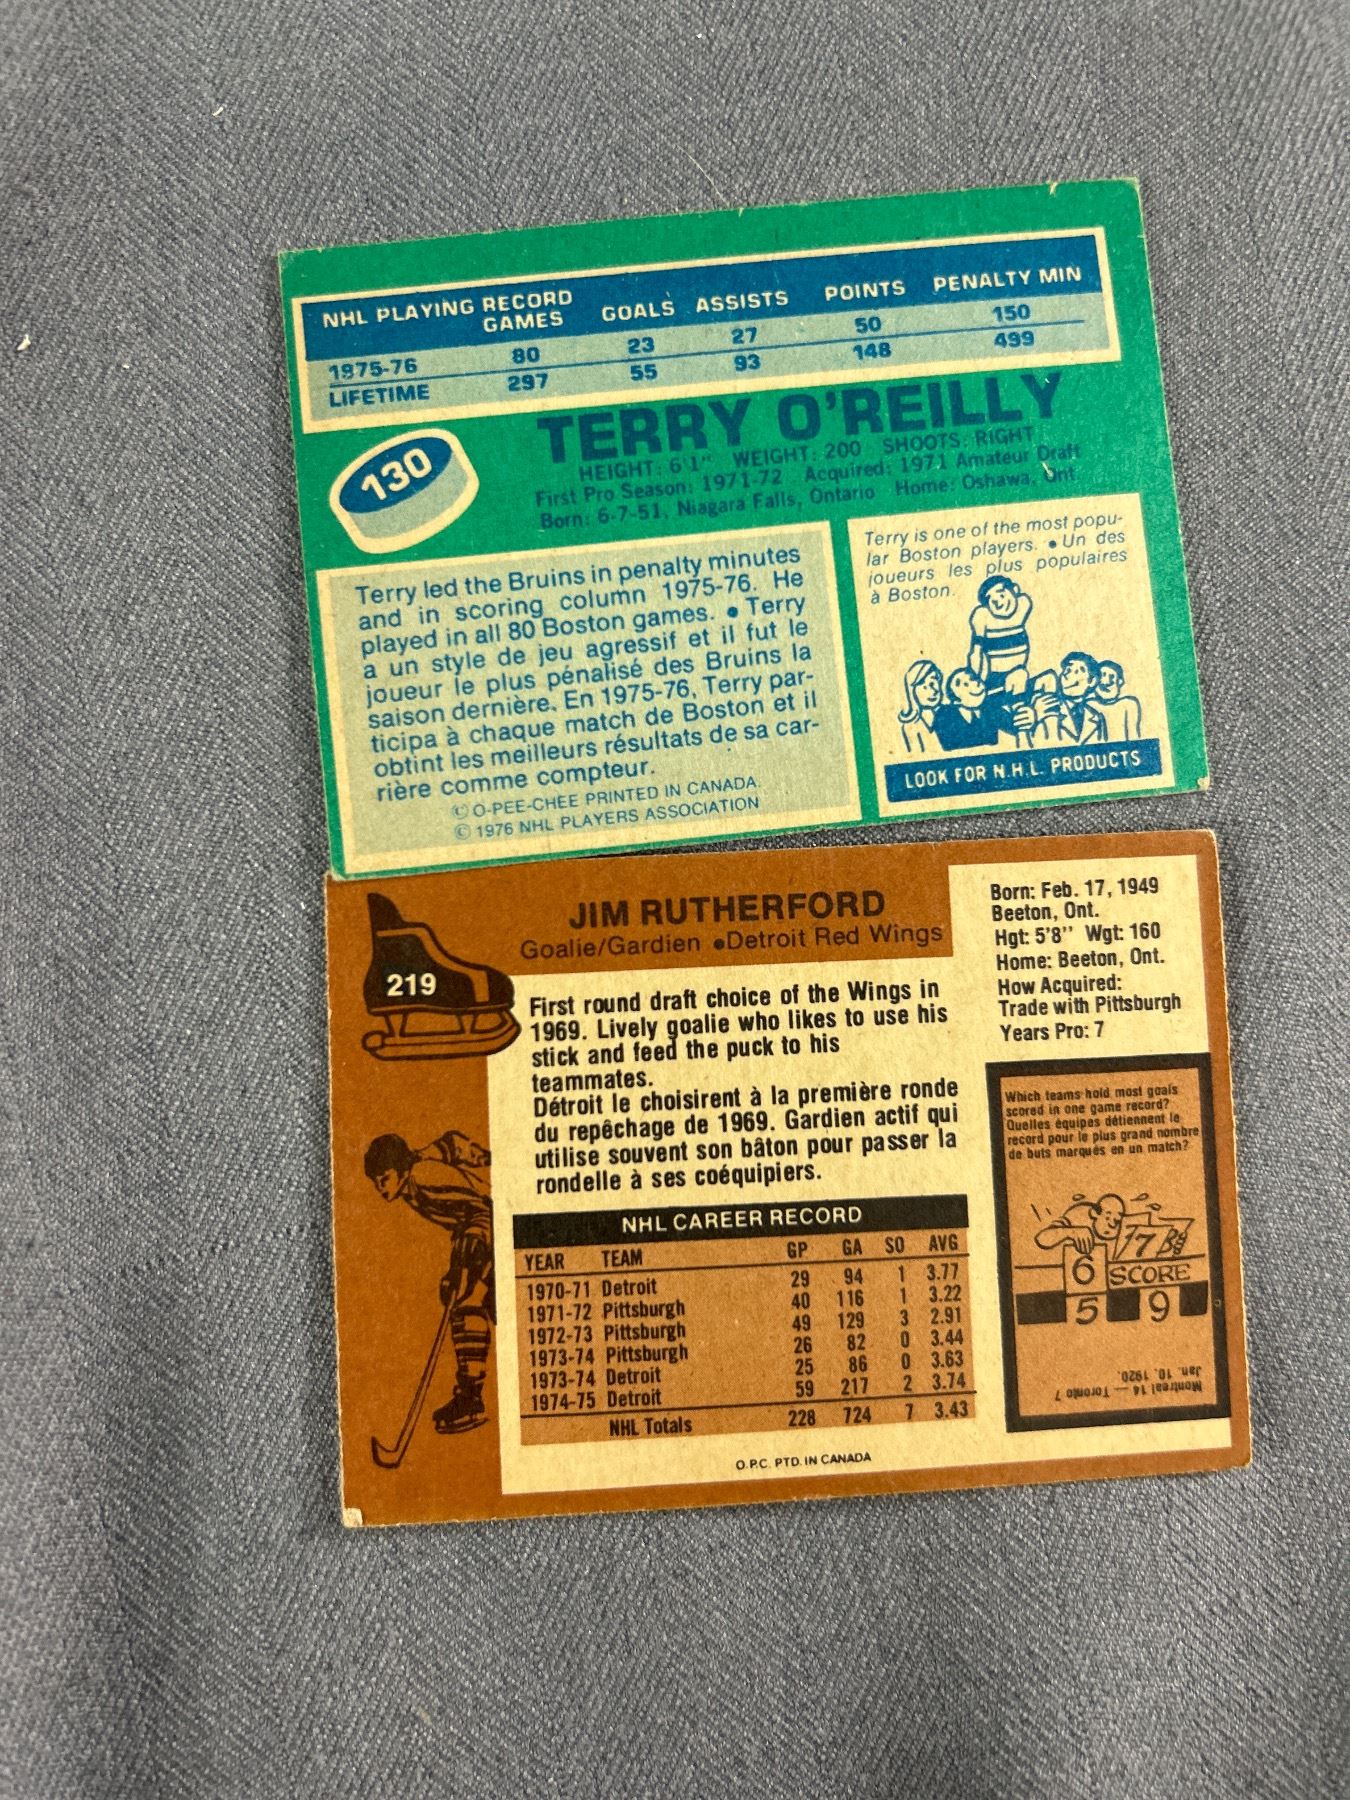 NHL PLAYING RECORD GAMES GOALS ASSISTS POINTS PENALTY MIN
1975-76 80 23 27 50 150
LIFETIME 297 55 93 148 499
130
TERRY O'REILLY
HEIGHT: 6'1" WEIGHT: 200 SHOOTS: RIGHT
First Pro Season: 1971-72 Acquired: 1971 Amateur Draft
Born: 6-7-51, Niagara Falls, Ontario Home: Oshawa, Ont.
Terry led the Bruins in penalty minutes
and in scoring column 1975-76. He
played in all 80 Boston games. • Terry
a un style de jeu agressif et il fut le
joueur le plus pénalisé des Bruins la
saison dernière. En 1975-76, Terry par-
ticipa à chaque match de Boston et il
obtint les meilleurs résultats de sa car-
rière comme compteur.
© O-PEE-CHEE PRINTED IN CANADA.
© 1976 NHL PLAYERS ASSOCIATION
Terry is one of the most popu-
lar Boston players. • Un des
joueurs les plus populaires
à Boston.
LOOK FOR N.H.L. PRODUCTS
219
JIM RUTHERFORD
Goalie/Gardien • Detroit Red Wings
First round draft choice of the Wings in
1969. Lively goalie who likes to use his
stick and feed the puck to his
teammates.
Détroit le choisirent à la première ronde
du repêchage de 1969. Gardien actif qui
utilise souvent son bâton pour passer la
rondelle à ses coéquipiers.
NHL CAREER RECORD
YEAR TEAM GP GA SO AVG
1970-71 Detroit 29 94 1 3.77
1971-72 Pittsburgh 40 116 1 3.22
1972-73 Pittsburgh 49 129 3 2.91
1973-74 Pittsburgh 26 82 0 3.44
1973-74 Detroit 25 86 0 3.63
1974-75 Detroit 59 217 2 3.74
NHL Totals 228 724 7 3.43
O.P.C. PTD. IN CANADA
Born: Feb. 17, 1949
Beeton, Ont.
Hgt: 5'8" Wgt: 160
Home: Beeton, Ont.
How Acquired:
Trade with Pittsburgh
Years Pro: 7
Which teams hold most goals
scored in one game record?
Quelles équipes détiennent le
record pour le plus grand nombre
de buts marqués en un match?
6 SCORE
5 9
Montreal 14 — Toronto 7
Jan. 10, 1920.